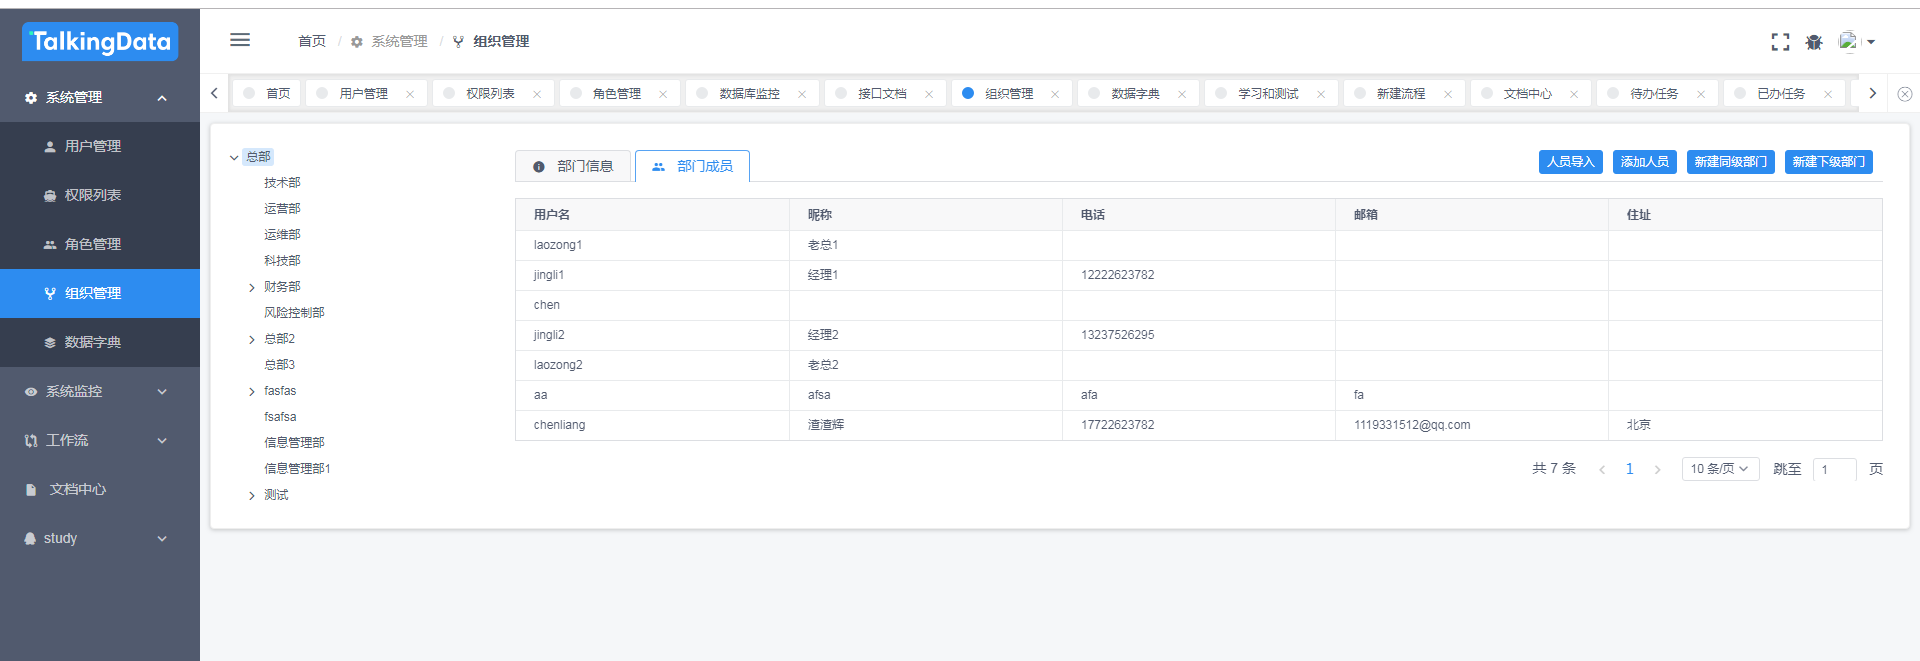 TalkingData
首页 / 系统管理 / 组织管理
系统管理
用户管理
权限列表
角色管理
组织管理
数据字典
系统监控
工作流
文档中心
study
首页 用户管理 权限列表 角色管理 数据库监控 接口文档 组织管理 数据字典 学习和测试 新建流程 文档中心 待办任务 已办任务
总部
技术部
运营部
运维部
科技部
财务部
风险控制部
总部2
总部3
fasfas
fsafsa
信息管理部
信息管理部1
测试
部门信息 部门成员
人员导入 添加人员 新建同级部门 新建下级部门
用户名 昵称 电话 邮箱 住址
laozong1 老总1
jingli1 经理1 12222623782
chen
jingli2 经理2 13237526295
laozong2 老总2
aa afsa afa fa
chenliang 渣渣辉 17722623782 1119331512@qq.com 北京
共 7 条 1 10 条/页 跳至 1 页